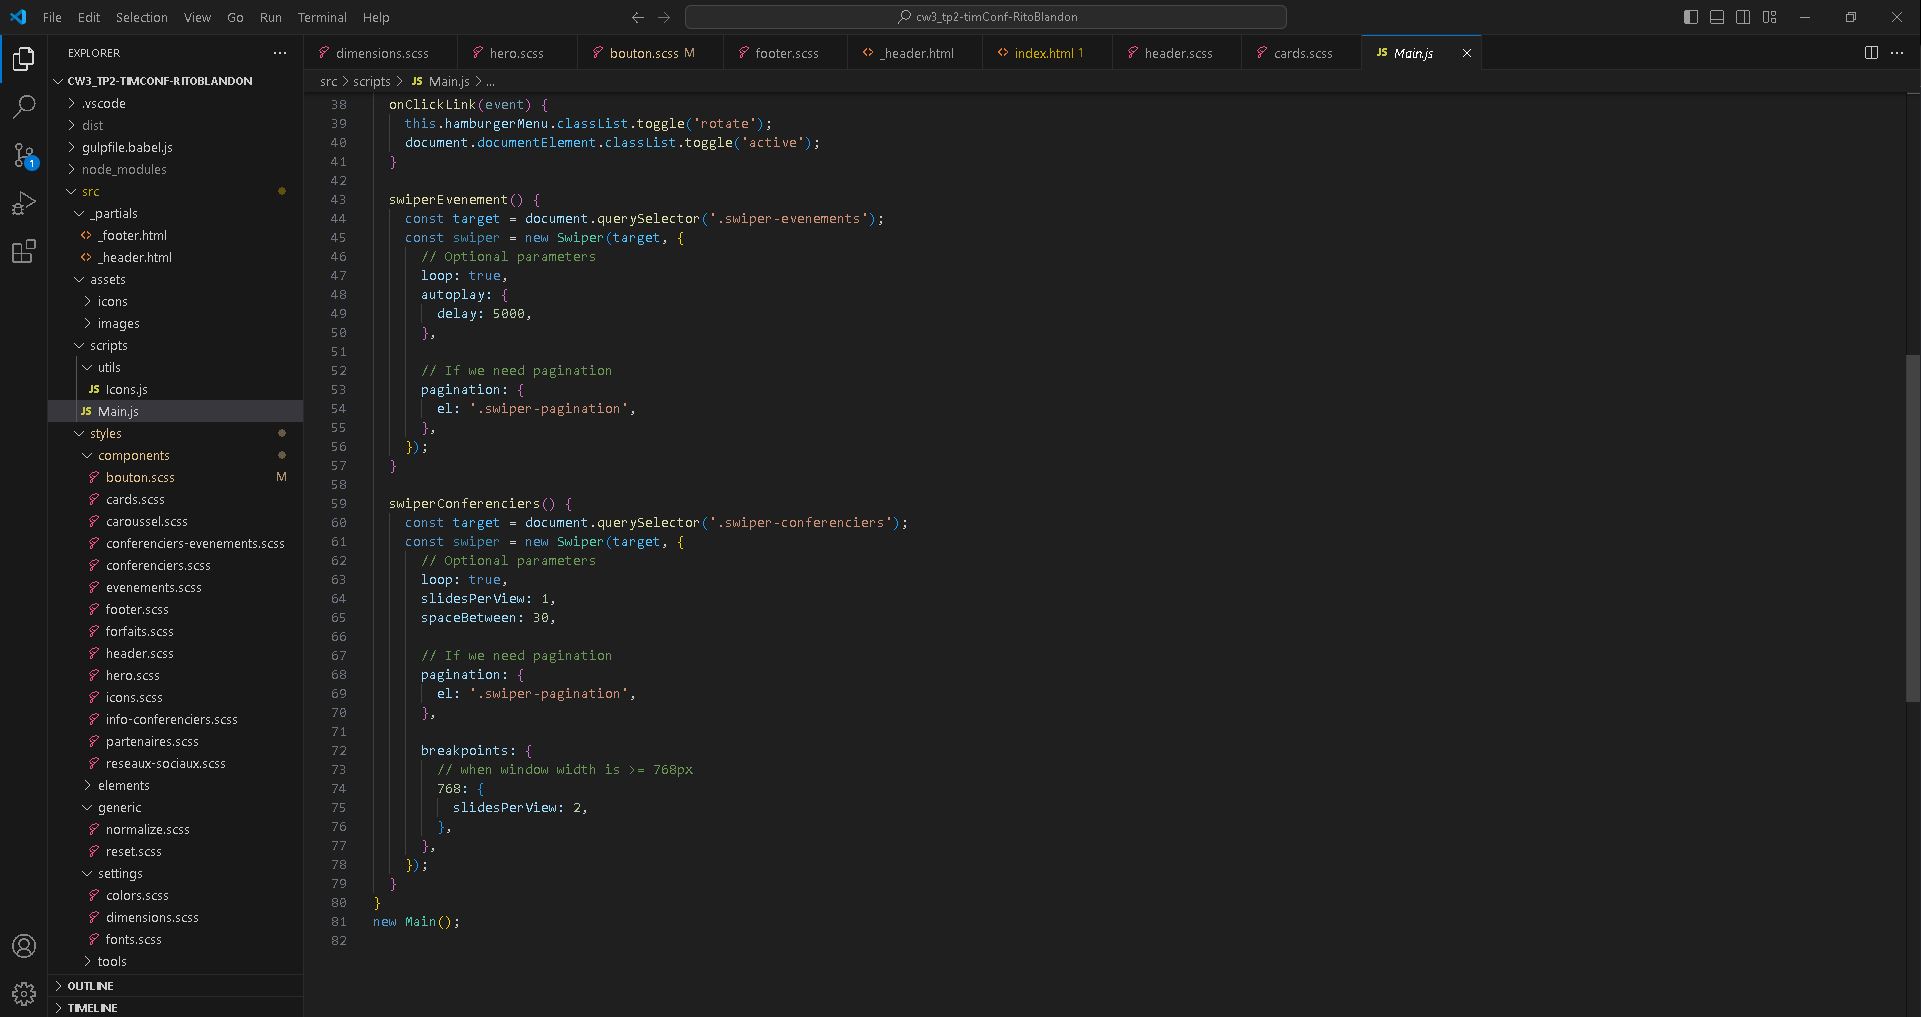 File Edit Selection View Go Run Terminal Help
cw3_tp2-timConf-RitoBlandon
EXPLORER
CW3_TP2-TIMCONF-RITOBLANDON
.vscode
dist
gulpfile.babel.js
node_modules
src
_partials
_footer.html
_header.html
assets
icons
images
scripts
utils
JS Icons.js
JS Main.js
styles
components
bouton.scss M
cards.scss
caroussel.scss
conferenciers-evenements.scss
conferenciers.scss
evenements.scss
footer.scss
forfaits.scss
header.scss
hero.scss
icons.scss
info-conferenciers.scss
partenaires.scss
reseaux-sociaux.scss
elements
generic
normalize.scss
reset.scss
settings
colors.scss
dimensions.scss
fonts.scss
tools
OUTLINE
TIMELINE
1
dimensions.scss hero.scss bouton.scss M footer.scss _header.html index.html 1 header.scss cards.scss JS Main.js
src > scripts > JS Main.js > ...
38 onClickLink(event) {
39 this.hamburgerMenu.classList.toggle('rotate');
40 document.documentElement.classList.toggle('active');
41 }
42
43 swiperEvenement() {
44 const target = document.querySelector('.swiper-evenements');
45 const swiper = new Swiper(target, {
46 // Optional parameters
47 loop: true,
48 autoplay: {
49 delay: 5000,
50 },
51
52 // If we need pagination
53 pagination: {
54 el: '.swiper-pagination',
55 },
56 });
57 }
58
59 swiperConferenciers() {
60 const target = document.querySelector('.swiper-conferenciers');
61 const swiper = new Swiper(target, {
62 // Optional parameters
63 loop: true,
64 slidesPerView: 1,
65 spaceBetween: 30,
66
67 // If we need pagination
68 pagination: {
69 el: '.swiper-pagination',
70 },
71
72 breakpoints: {
73 // when window width is >= 768px
74 768: {
75 slidesPerView: 2,
76 },
77 },
78 });
79 }
80 }
81 new Main();
82